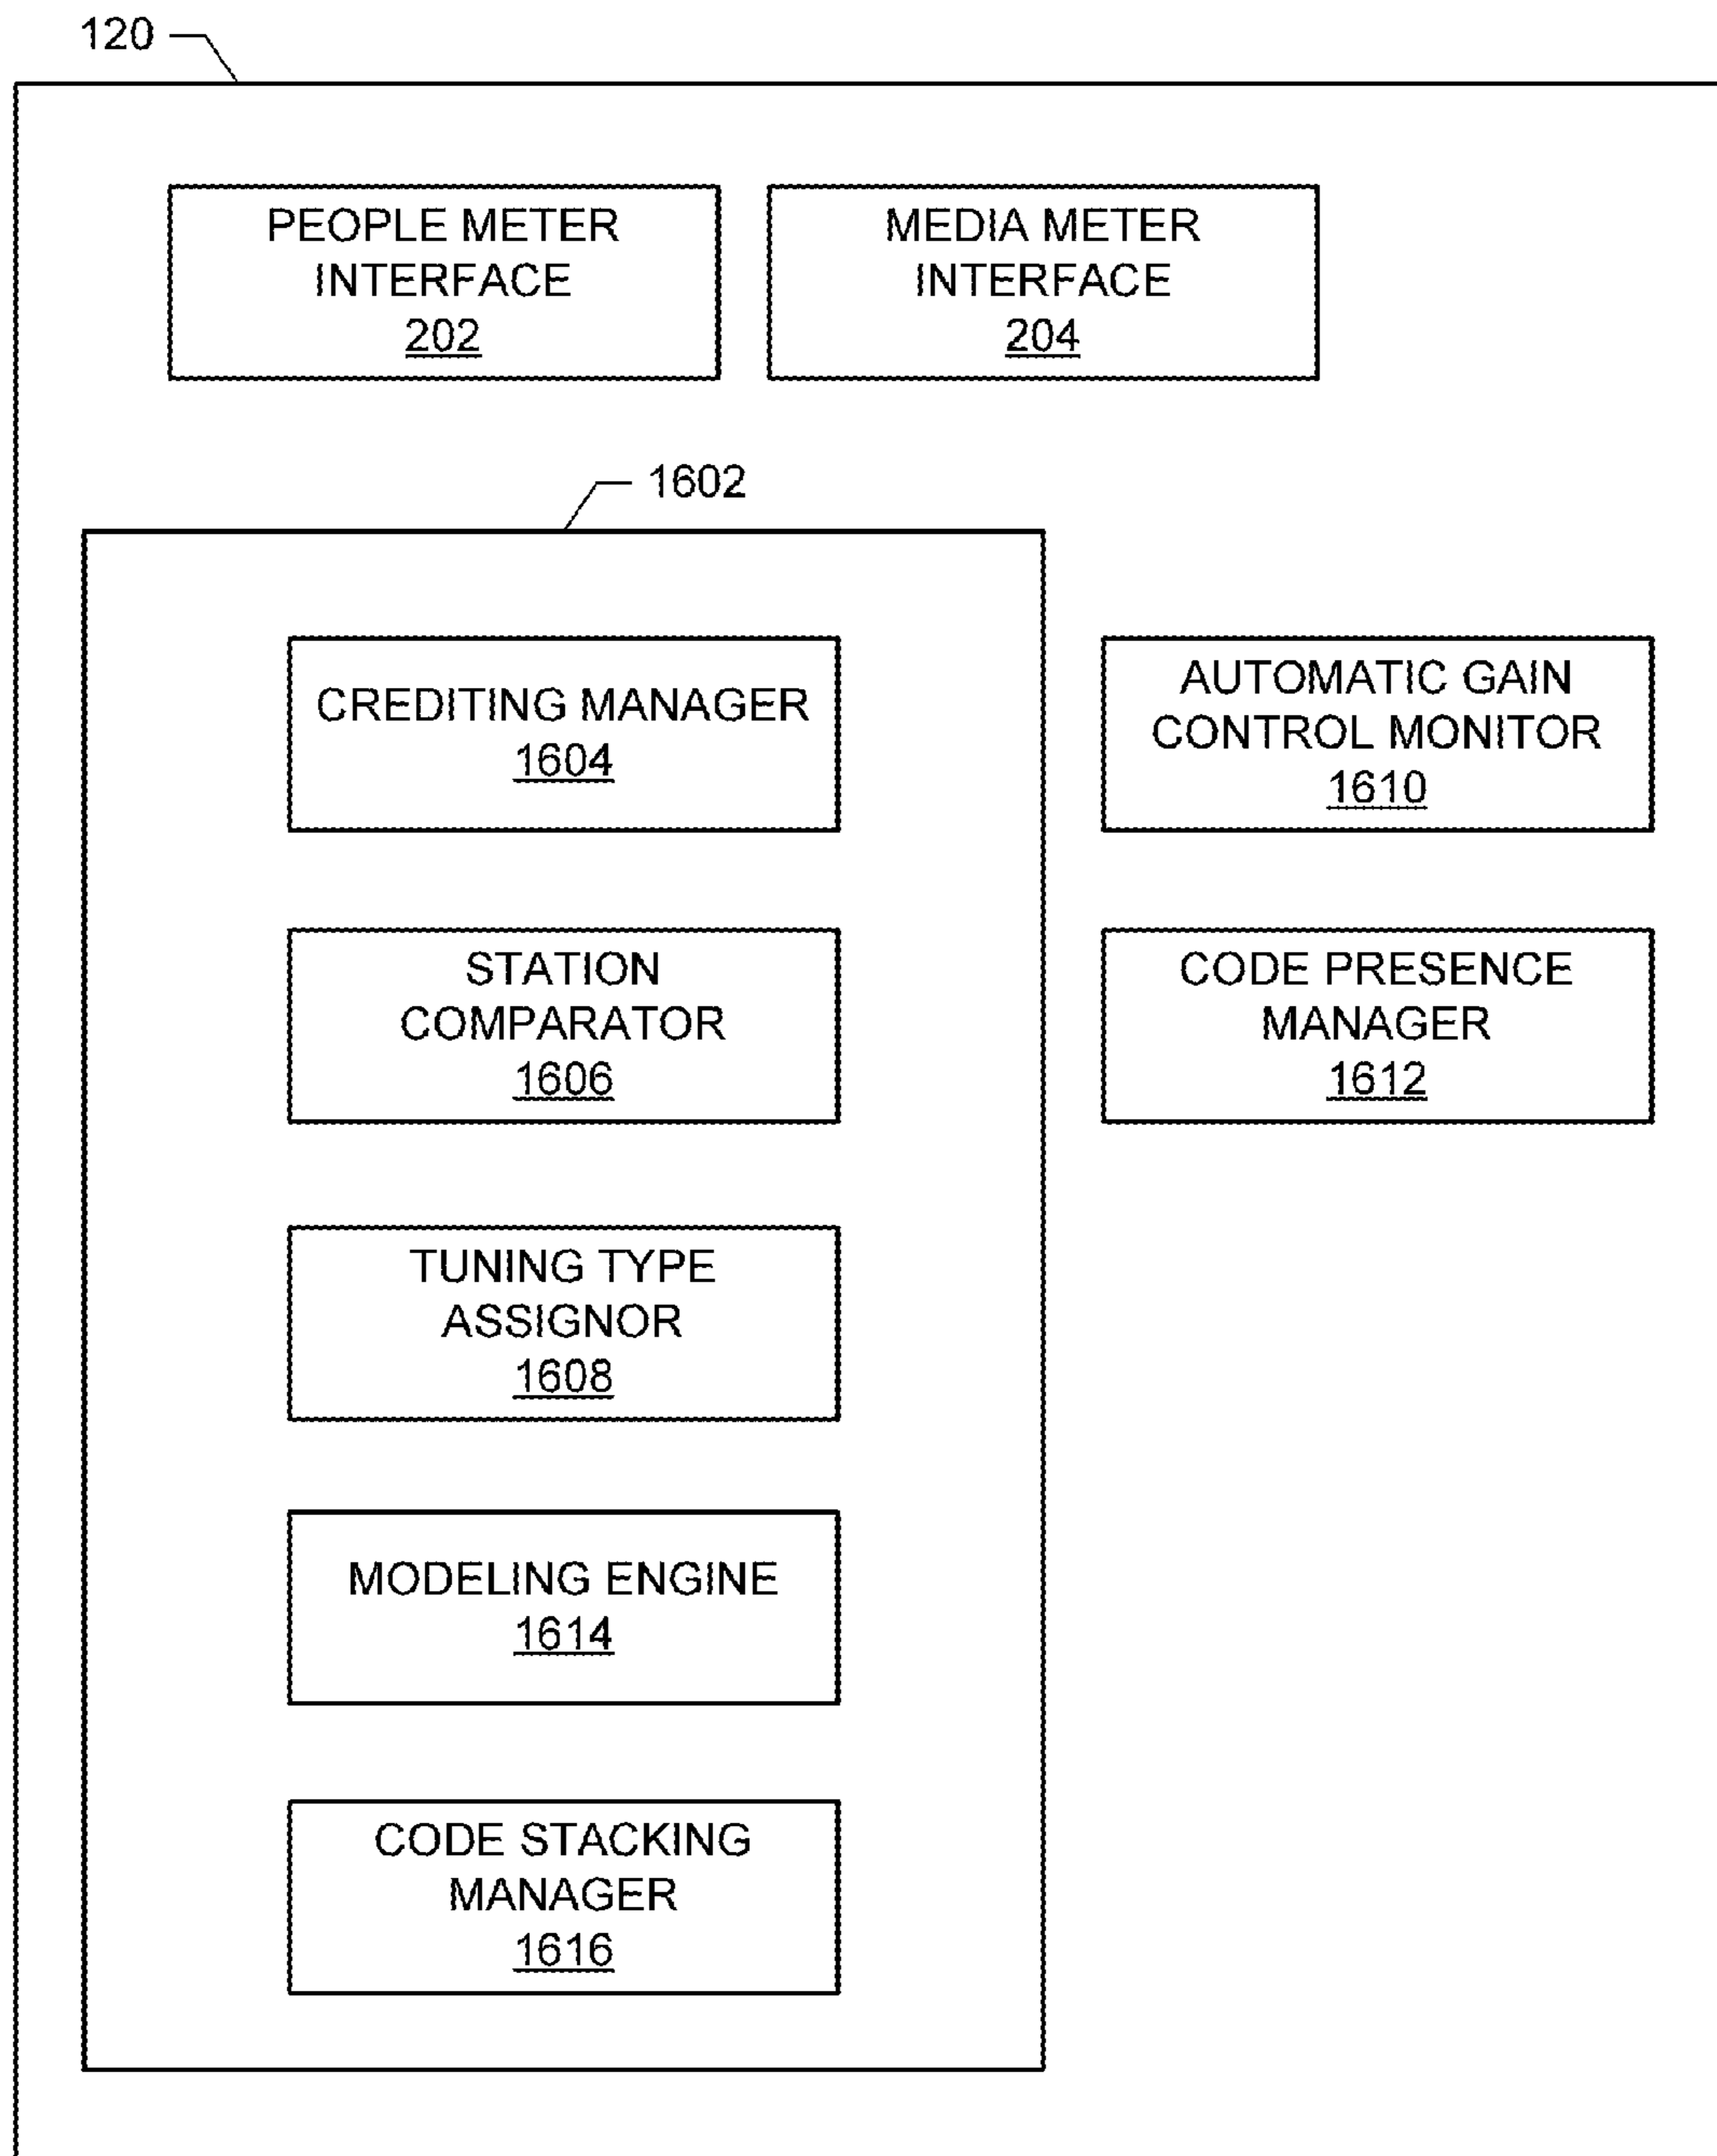 120
PEOPLE METER
INTERFACE
202
MEDIA METER
INTERFACE
204
1602
CREDITING MANAGER
1604
AUTOMATIC GAIN
CONTROL MONITOR
1610
STATION
COMPARATOR
1606
CODE PRESENCE
MANAGER
1612
TUNING TYPE
ASSIGNOR
1608
MODELING ENGINE
1614
CODE STACKING
MANAGER
1616